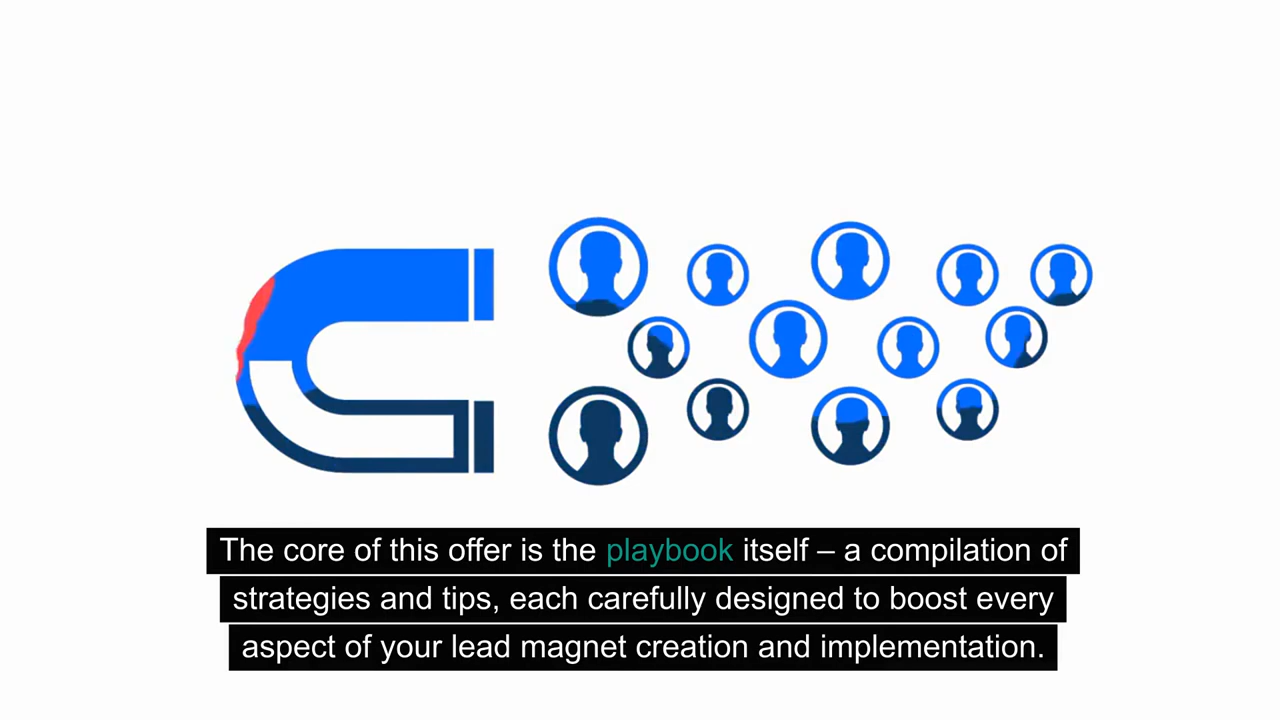 The core of this offer is the playbook itself – a compilation of
strategies and tips, each carefully designed to boost every
aspect of your lead magnet creation and implementation.